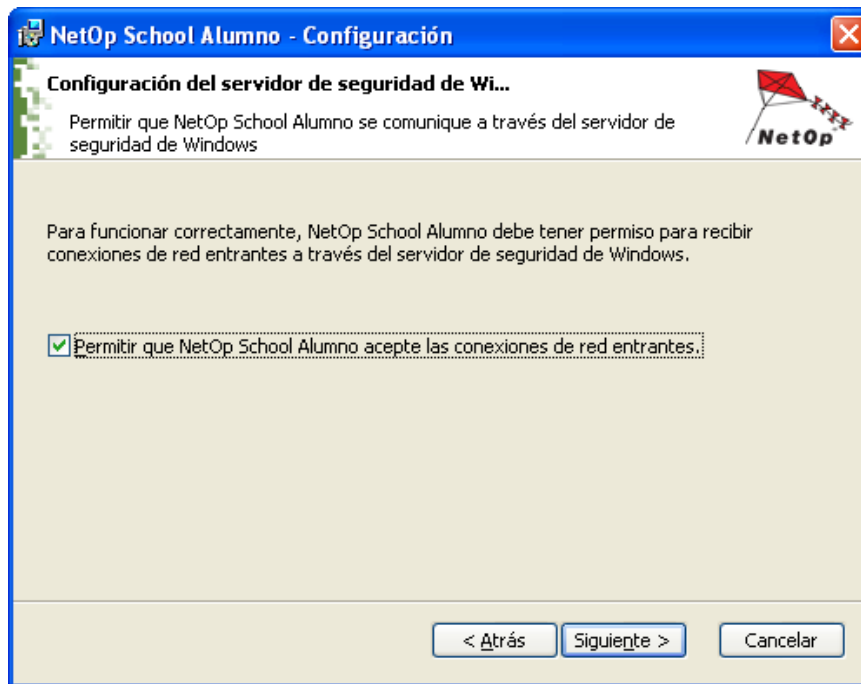 NetOp School Alumno - Configuración
Configuración del servidor de seguridad de Wi...
Permitir que NetOp School Alumno se comunique a través del servidor de
seguridad de Windows
NetOp
Para funcionar correctamente, NetOp School Alumno debe tener permiso para recibir
conexiones de red entrantes a través del servidor de seguridad de Windows.
Permitir que NetOp School Alumno acepte las conexiones de red entrantes.
< Atrás
Siguiente >
Cancelar